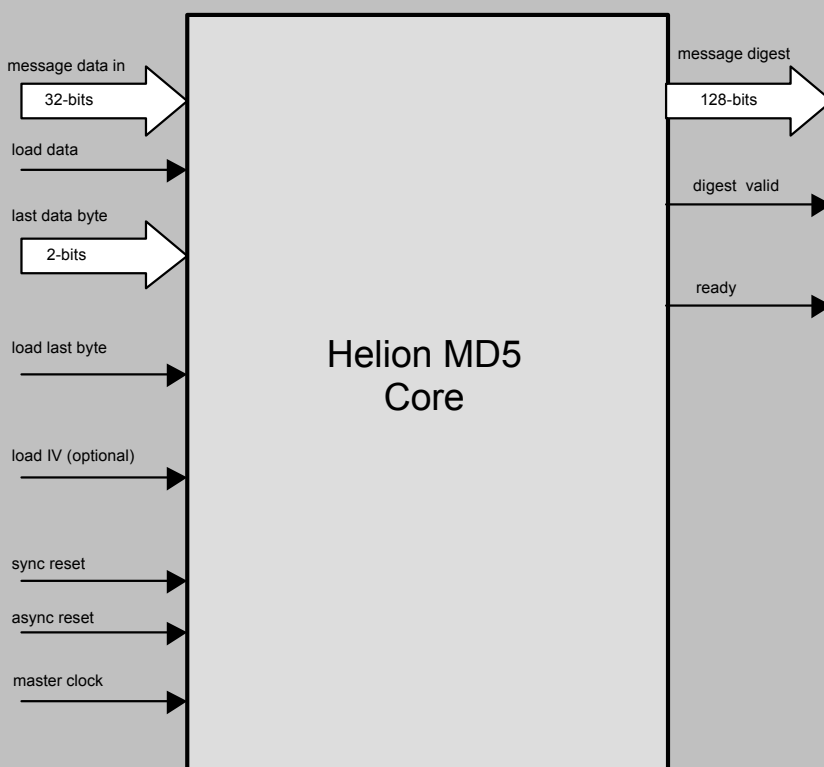 message data in
32-bits
load data
last data byte
2-bits
load last byte
load IV (optional)
sync reset
async reset
master clock
Helion MD5
Core
message digest
128-bits
digest valid
ready